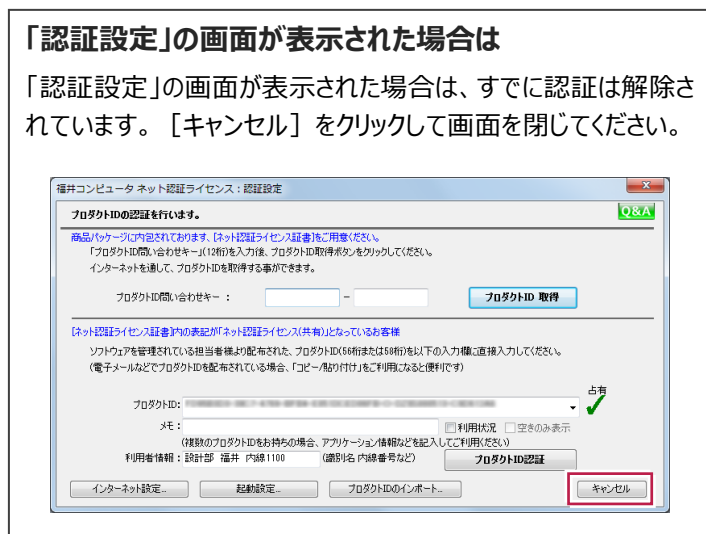 「認証設定」の画面が表示された場合は
「認証設定」の画面が表示された場合は、すでに認証は解除さ
れています。［キャンセル］をクリックして画面を閉じてください。
福井コンピュータ ネット認証ライセンス：認証設定
プロダクトIDの認証を行います。
Q&A
商品パッケージに内包されております、[ネット認証ライセンス証書]をご用意ください。
「プロダクトID問い合わせキー」(12桁)を入力後、プロダクトID取得ボタンをクリックしてください。
インターネットを通して、プロダクトIDを取得する事ができます。
プロダクトID問い合わせキー：
－
プロダクトID 取得
[ネット認証ライセンス証書]内の表記が「ネット認証ライセンス(共有)」となっているお客様
ソフトウェアを管理されている担当者様より配布された、プロダクトID(56桁または58桁)を以下の入力欄に直接入力してください。
(電子メールなどでプロダクトIDを配布されている場合、「コピー/貼り付け」をご利用になると便利です)
占有
プロダクトID:
メモ：
利用状況
空きのみ表示
(複数のプロダクトIDをお持ちの場合、アプリケーション情報などを記入してご利用ください)
利用者情報：設計部 福井 内線1100
(識別名 内線番号など)
プロダクトID認証
インターネット設定...
起動設定...
プロダクトIDのインポート...
キャンセル